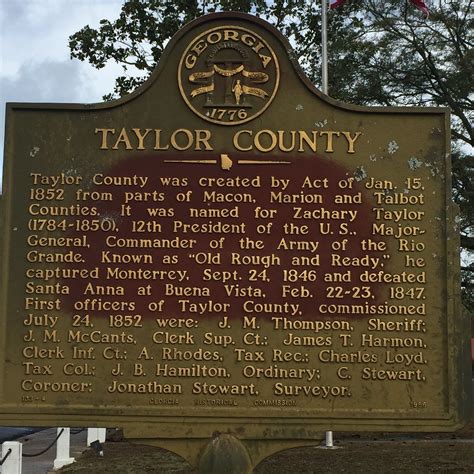 GEORGIA
1776
TAYLOR COUNTY
Taylor County was created by Act of Jan. 15,
1852 from parts of Macon, Marion and Talbot
Counties. It was named for Zachary Taylor
(1784-1850), 12th President of the U.S., Major-
General, Commander of the Army of the Rio
Grande. Known as "Old Rough and Ready," he
captured Monterrey, Sept. 24, 1846 and defeated
Santa Anna at Buena Vista, Feb. 22-23, 1847.
First officers of Taylor County, commissioned
July 24, 1852 were: J. M. Thompson, Sheriff;
J. M. McCants, Clerk Sup. Ct.; James T. Harmon,
Clerk Inf. Ct.; A. Rhodes, Tax Rec.; Charles Loyd,
Tax Col.; J. B. Hamilton, Ordinary; C. Stewart,
Coroner; Jonathan Stewart, Surveyor.
GEORGIA HISTORICAL COMMISSION